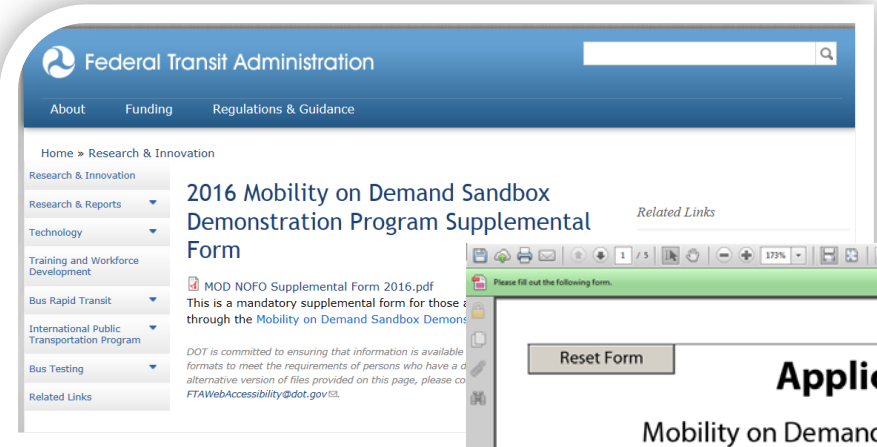 Federal Transit Administration
About Funding Regulations & Guidance
Home » Research & Innovation
Research & Innovation
Research & Reports
Technology
Training and Workforce
Development
Bus Rapid Transit
International Public
Transportation Program
Bus Testing
Related Links
2016 Mobility on Demand Sandbox
Demonstration Program Supplemental
Form
MOD NOFO Supplemental Form 2016.pdf
This is a mandatory supplemental form for those
through the Mobility on Demand Sandbox Demons
DOT is committed to ensuring that information is available
formats to meet the requirements of persons who have a d
alternative version of files provided on this page, please co
FTAWebAccessibility@dot.gov
Related Links
1 / 5 173%
Please fill out the following form.
Reset Form
Applic
Mobility on Demand